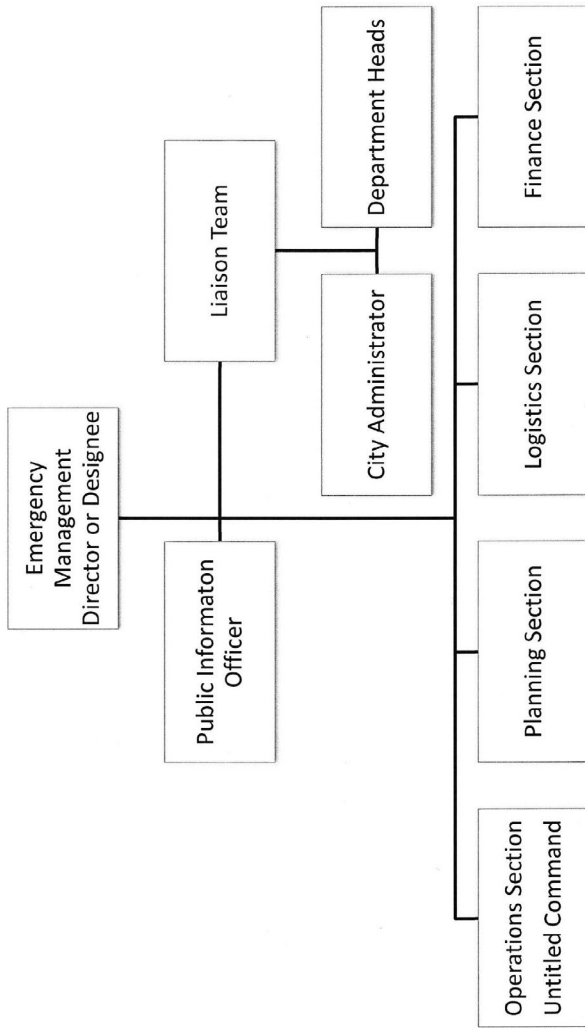 Emergency
Management
Director or Designee
Public Informaton
Officer
Liaison Team
City Administrator
Department Heads
Operations Section
Untitled Command
Planning Section
Logistics Section
Finance Section